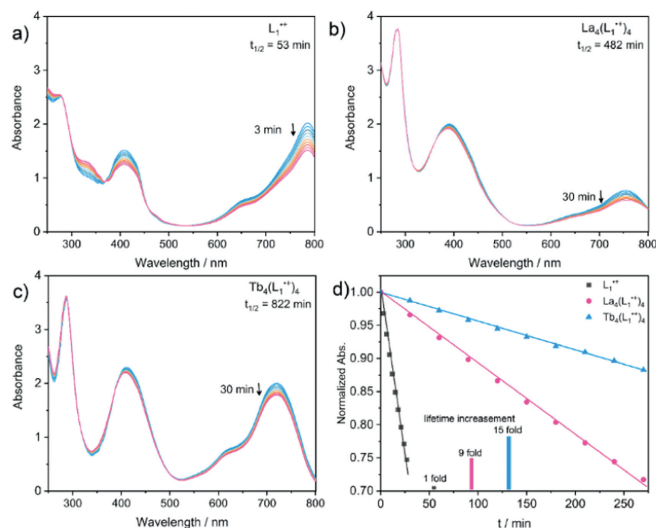 a)
L₁•+
t₁/₂ = 53 min
3 min
Absorbance
4
3
2
1
0
300
400
500
600
700
800
Wavelength / nm
b)
La₄(L₁•+)₄
t₁/₂ = 482 min
30 min
Absorbance
4
3
2
1
0
300
400
500
600
700
800
Wavelength / nm
c)
Tb₄(L₁•+)₄
t₁/₂ = 822 min
30 min
Absorbance
4
3
2
1
0
300
400
500
600
700
800
Wavelength / nm
d)
L₁•+
La₄(L₁•+)₄
Tb₄(L₁•+)₄
lifetime increasement
1 fold
9 fold
15 fold
Normalized Abs.
1.00
0.95
0.90
0.85
0.80
0.75
0.70
0
50
100
150
200
250
t / min